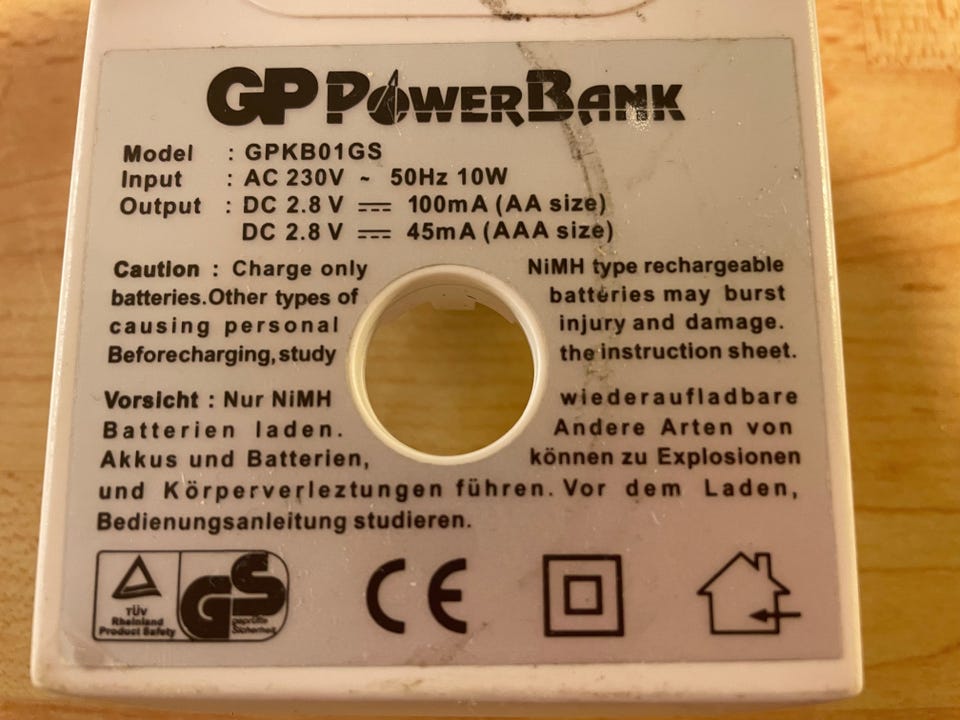 GP POWERBANK
Model : GPKB01GS
Input : AC 230V ~ 50Hz 10W
Output : DC 2.8 V ⎓ 100mA (AA size)
DC 2.8 V ⎓ 45mA (AAA size)
Caution : Charge only NiMH type rechargeable
batteries.Other types of batteries may burst
causing personal injury and damage.
Beforecharging,study the instruction sheet.
Vorsicht : Nur NiMH wiederaufladbare
Batterien laden. Andere Arten von
Akkus und Batterien, können zu Explosionen
und Körperverleztungen führen. Vor dem Laden,
Bedienungsanleitung studieren.
TÜV
Rheinland
Product Safety
GS
geprüfte
Sicherheit
CE